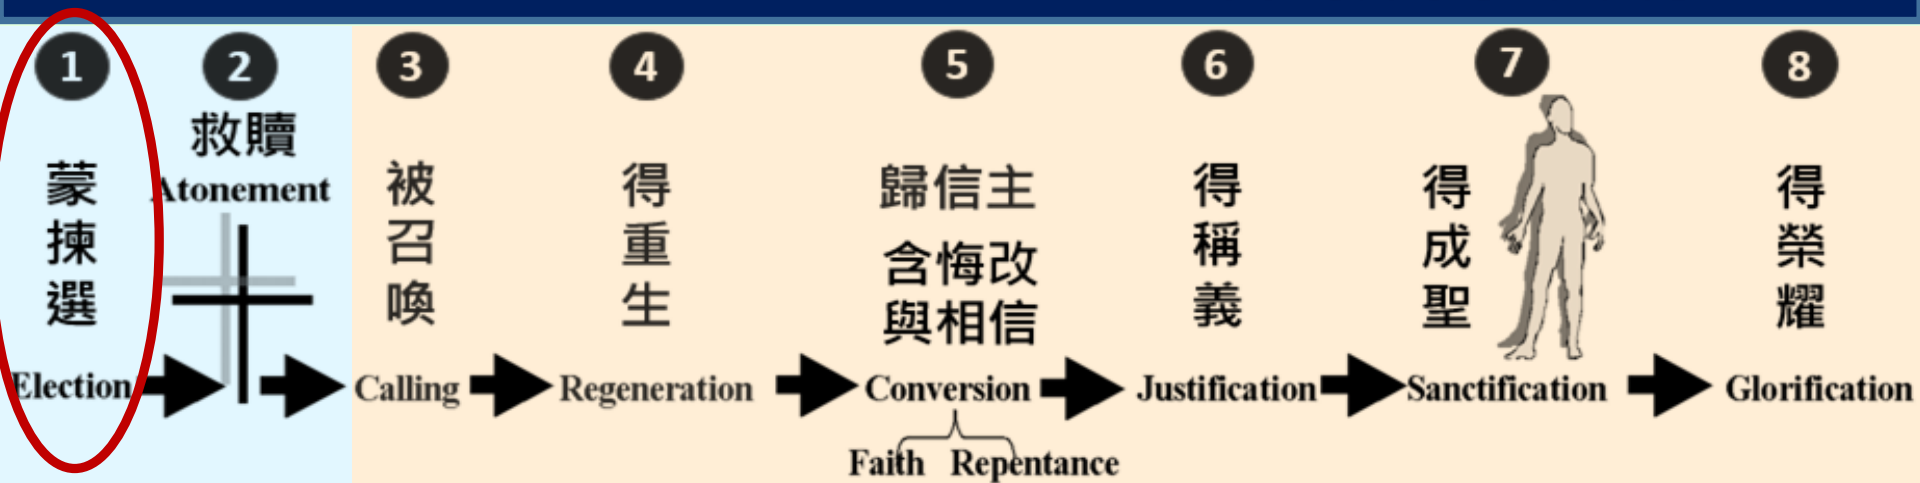 1
蒙揀選
Election
2
救贖
Atonement
3
被召喚
Calling
4
得重生
Regeneration
5
歸信主
含悔改
與相信
Conversion
Faith Repentance
6
得稱義
Justification
7
得成聖
Sanctification
8
得榮耀
Glorification